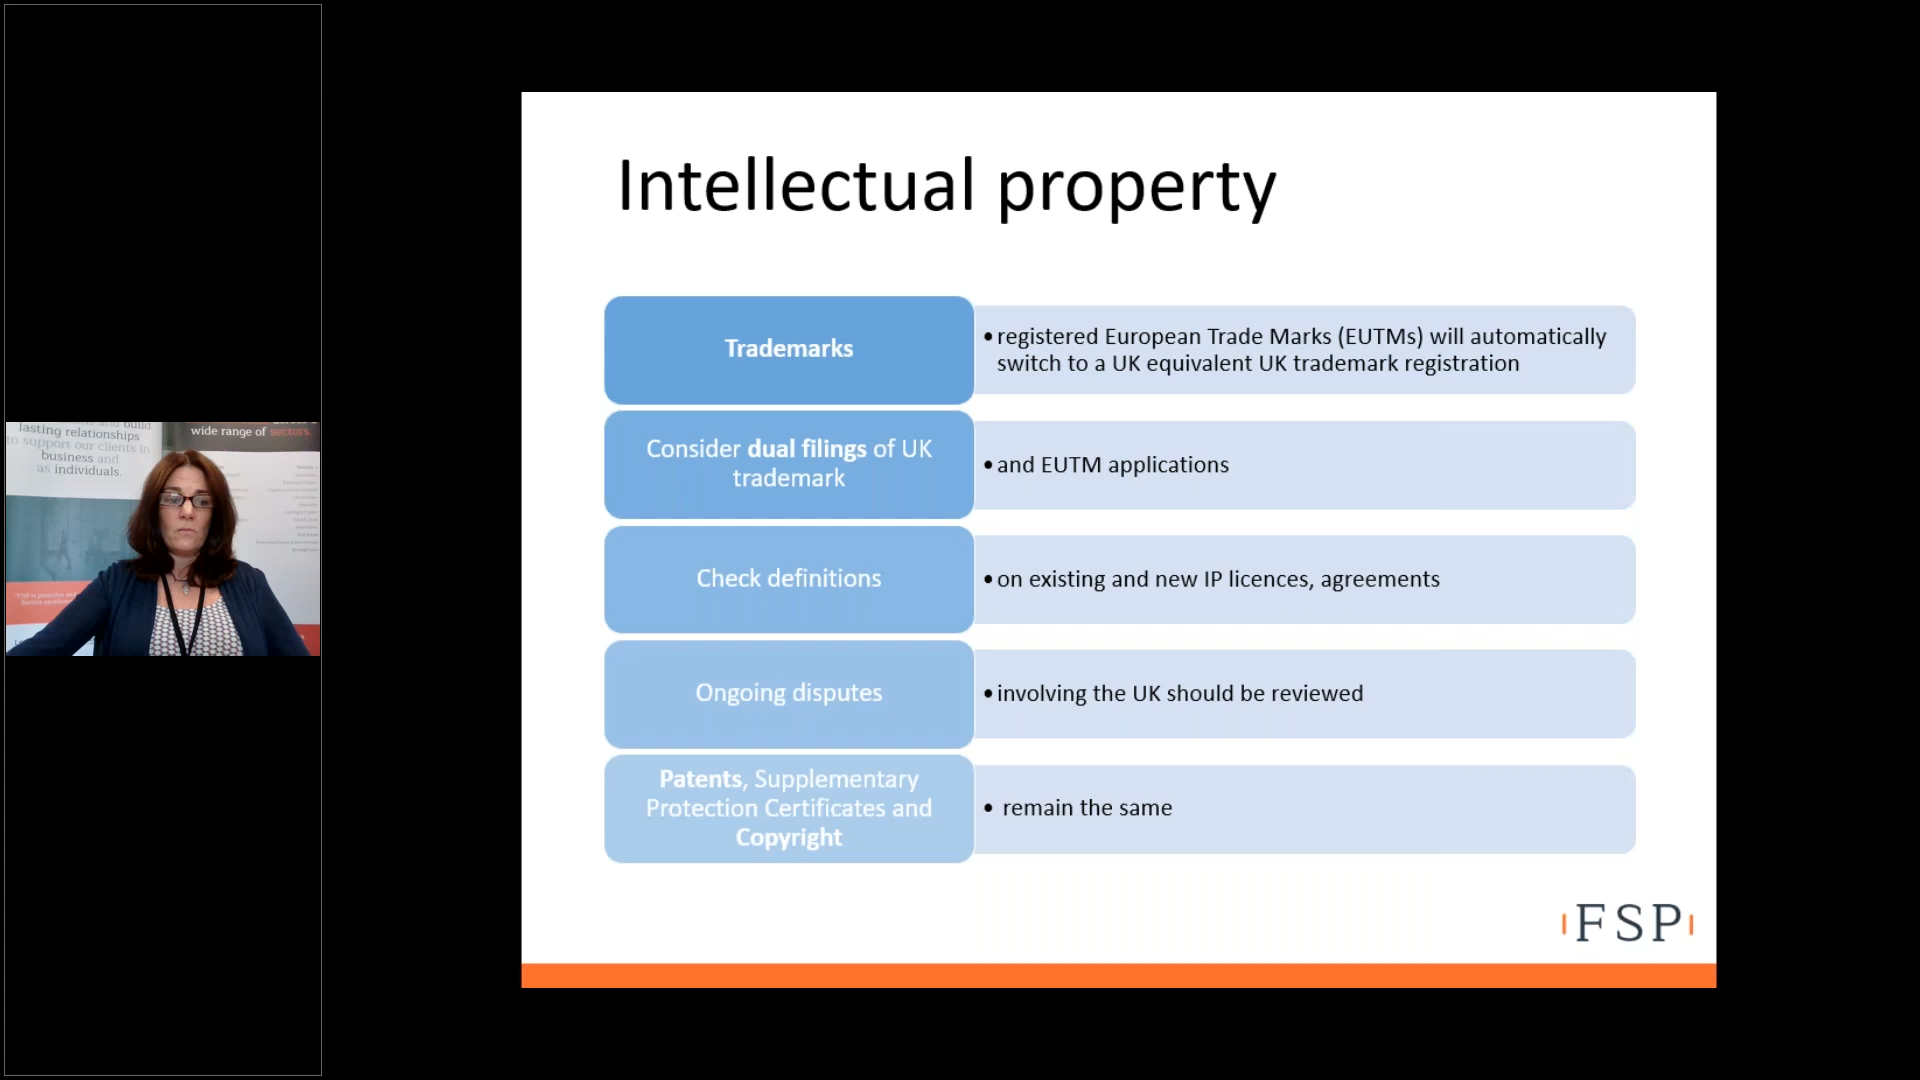 Intellectual property
Trademarks
•registered European Trade Marks (EUTMs) will automatically
switch to a UK equivalent UK trademark registration
Consider dual filings of UK
trademark
•and EUTM applications
Check definitions
•on existing and new IP licences, agreements
Ongoing disputes
•involving the UK should be reviewed
Patents, Supplementary
Protection Certificates and
Copyright
• remain the same
FSP
and build
lasting relationships
to support our clients in
business and
as individuals.
wide range of sectors.